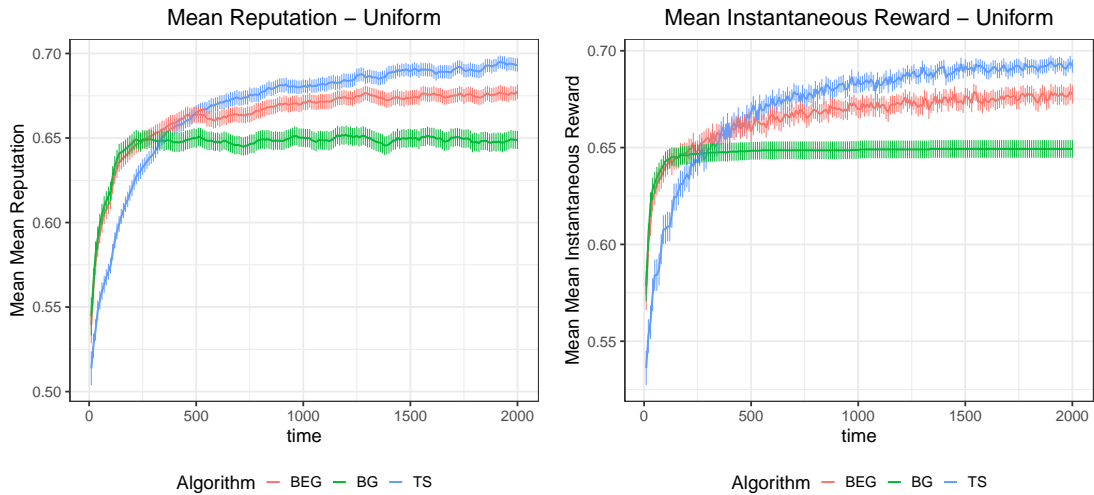 Mean Reputation – Uniform
Mean Mean Reputation
0.70
0.65
0.60
0.55
0.50
0
500
1000
1500
2000
time
Algorithm BEG BG TS
Mean Instantaneous Reward – Uniform
Mean Mean Instantaneous Reward
0.70
0.65
0.60
0.55
0
500
1000
1500
2000
time
Algorithm BEG BG TS